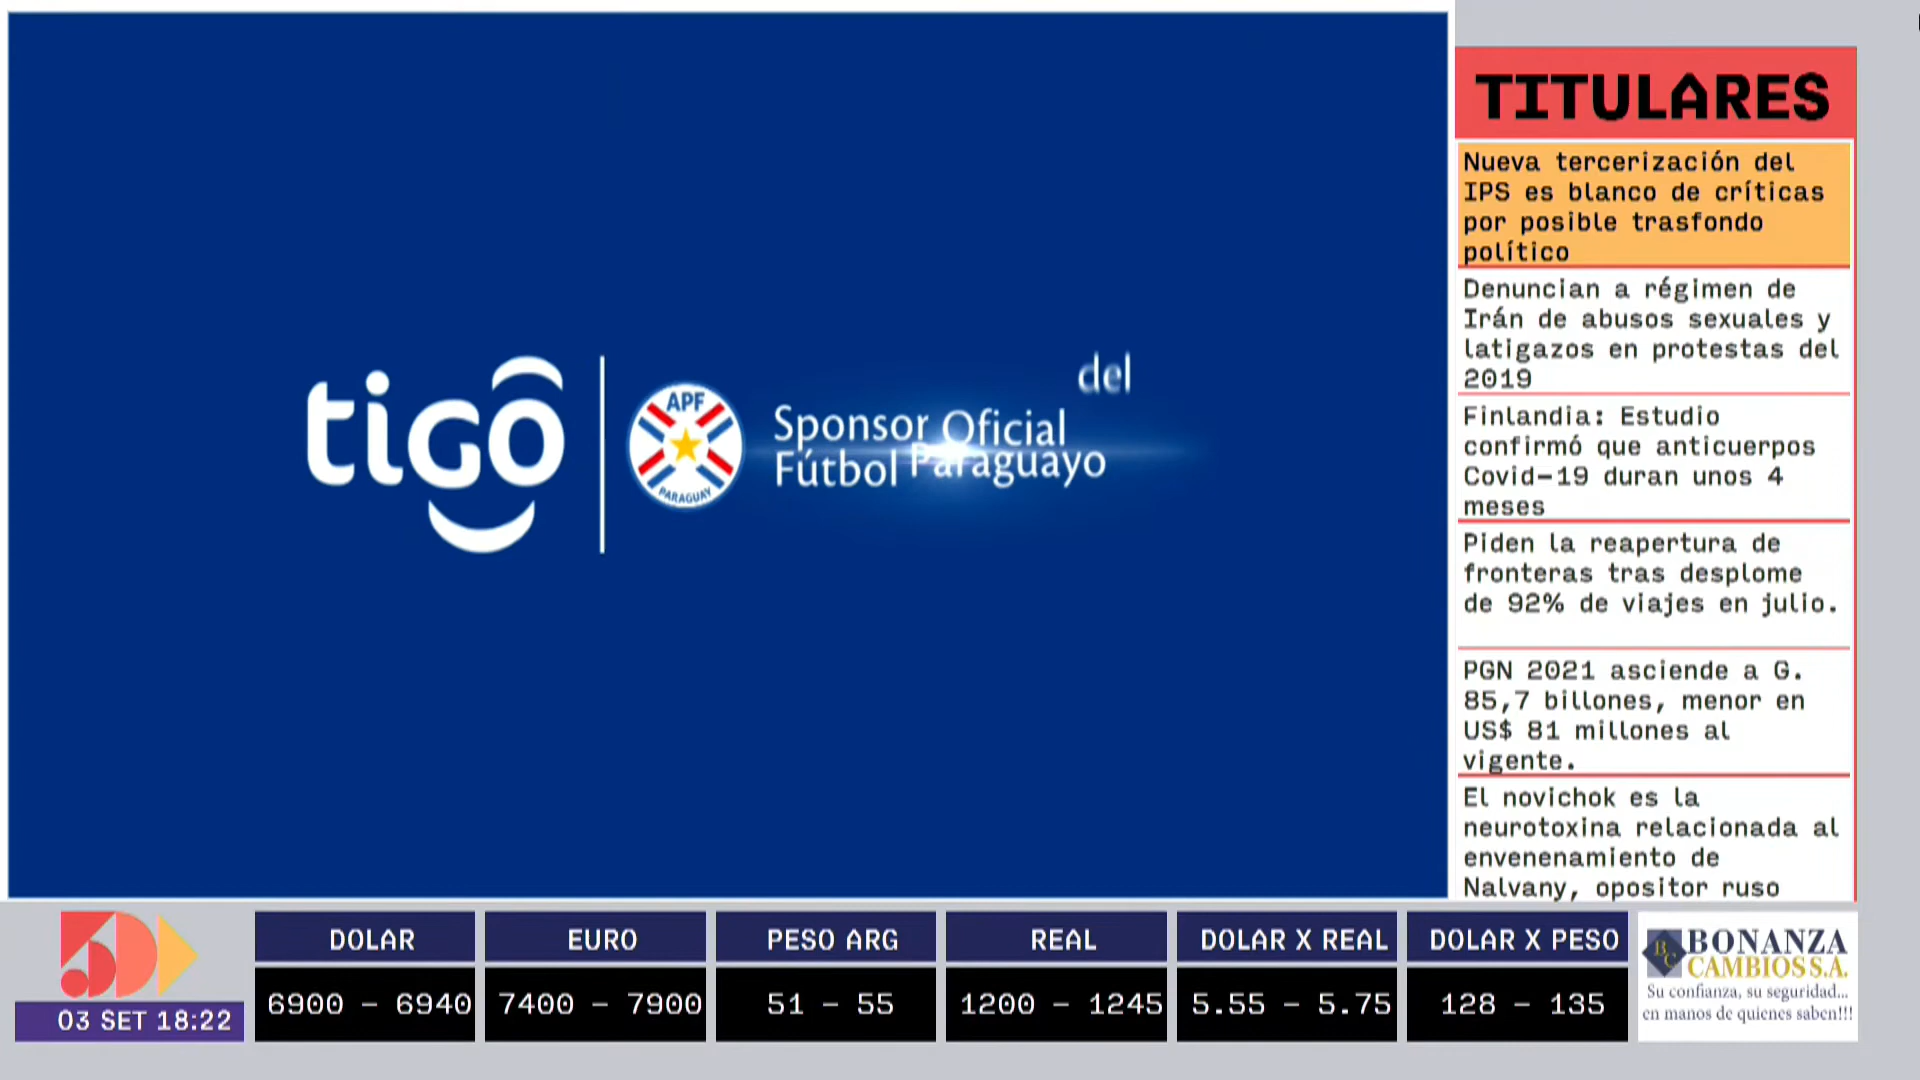 tigo
APF
PARAGUAY
del
Sponsor Oficial
Fútbol Paraguayo
TITULARES
Nueva tercerización del
IPS es blanco de críticas
por posible trasfondo
político
Denuncian a régimen de
Irán de abusos sexuales y
latigazos en protestas del
2019
Finlandia: Estudio
confirmó que anticuerpos
Covid-19 duran unos 4
meses
Piden la reapertura de
fronteras tras desplome
de 92% de viajes en julio.
PGN 2021 asciende a G.
85,7 billones, menor en
US$ 81 millones al
vigente.
El novichok es la
neurotoxina relacionada al
envenenamiento de
Nalvany, opositor ruso
03 SET 18:22
DOLAR
6900 - 6940
EURO
7400 - 7900
PESO ARG
51 - 55
REAL
1200 - 1245
DOLAR X REAL
5.55 - 5.75
DOLAR X PESO
128 - 135
BC
BONANZA
CAMBIOS S.A.
Su confianza, su seguridad...
en manos de quienes saben!!!